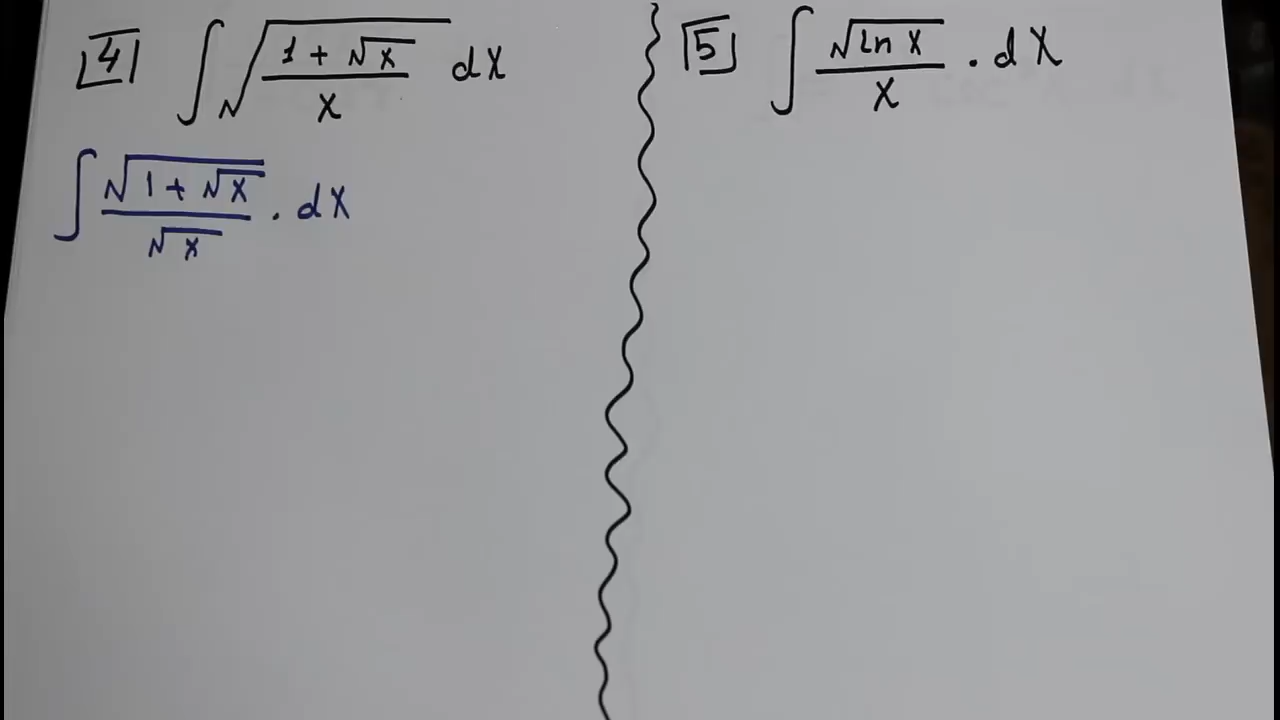 4 ∫ √((1 + √x)/x) dx
∫ √(1 + √x)/√x . dx
5 ∫ √(ln x)/x . dx